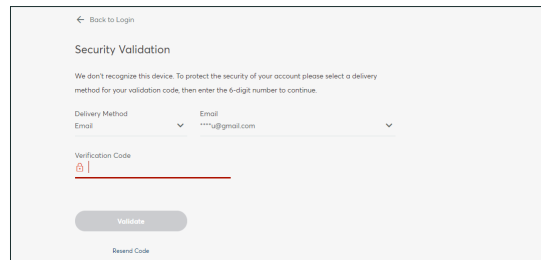 ← Back to Login
Security Validation
We don't recognize this device. To protect the security of your account please select a delivery
method for your validation code, then enter the 6-digit number to continue.
Delivery Method
Email
Email
****u@gmail.com
Verification Code
Validate
Resend Code